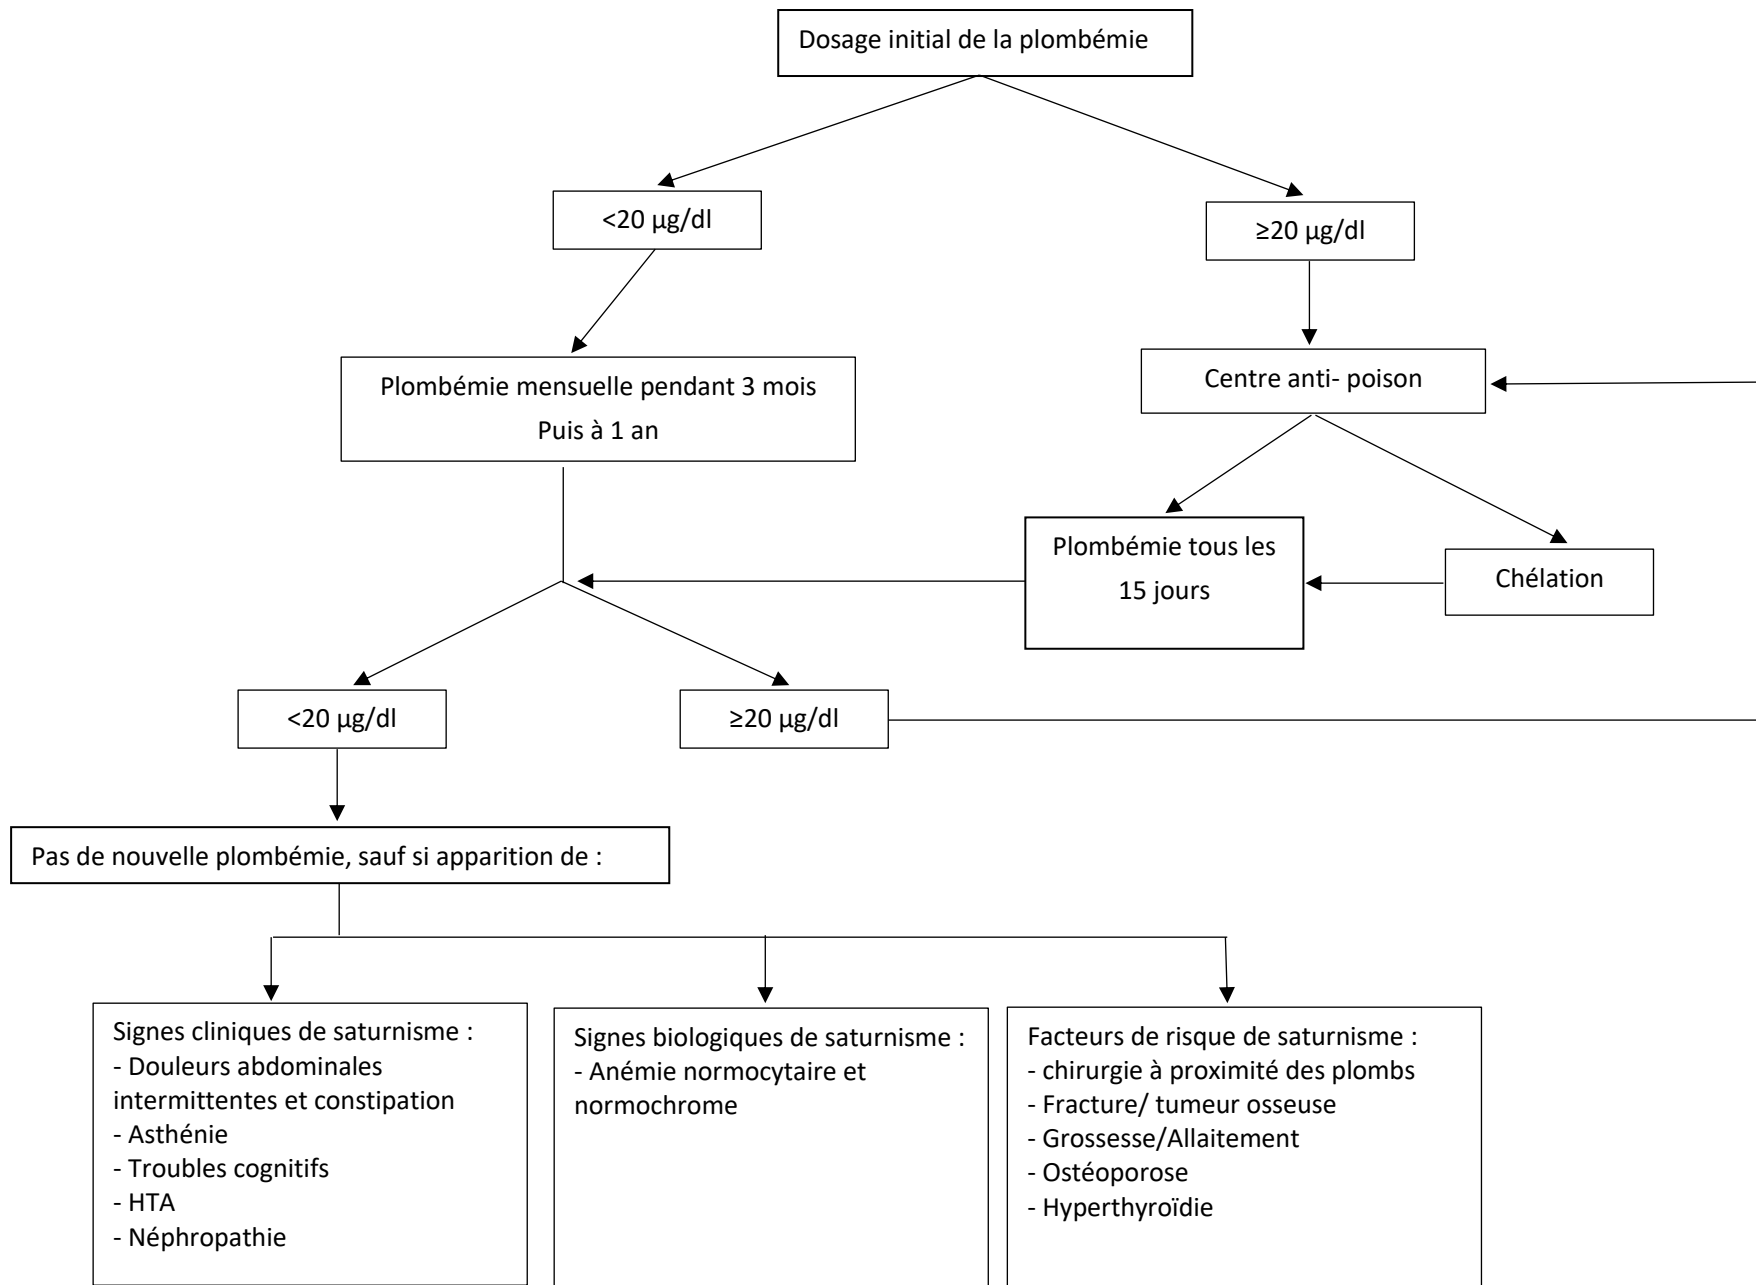 Dosage initial de la plombémie
<20 µg/dl
≥20 µg/dl
Plombémie mensuelle pendant 3 mois
Puis à 1 an
Centre anti- poison
Plombémie tous les
15 jours
Chélation
<20 µg/dl
≥20 µg/dl
Pas de nouvelle plombémie, sauf si apparition de :
Signes cliniques de saturnisme :
- Douleurs abdominales
intermittentes et constipation
- Asthénie
- Troubles cognitifs
- HTA
- Néphropathie
Signes biologiques de saturnisme :
- Anémie normocytaire et
normochrome
Facteurs de risque de saturnisme :
- chirurgie à proximité des plombs
- Fracture/ tumeur osseuse
- Grossesse/Allaitement
- Ostéoporose
- Hyperthyroïdie